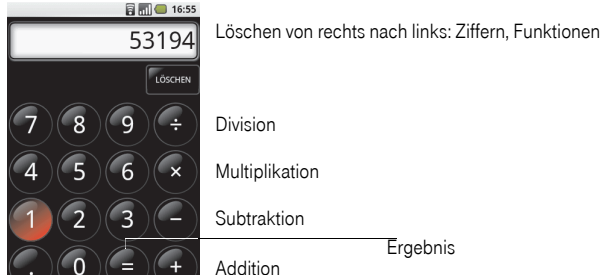 16:55
53194 Löschen von rechts nach links: Ziffern, Funktionen
LÖSCHEN
7 8 9 ÷ Division
4 5 6 × Multiplikation
1 2 3 − Subtraktion
Ergebnis
. 0 = + Addition